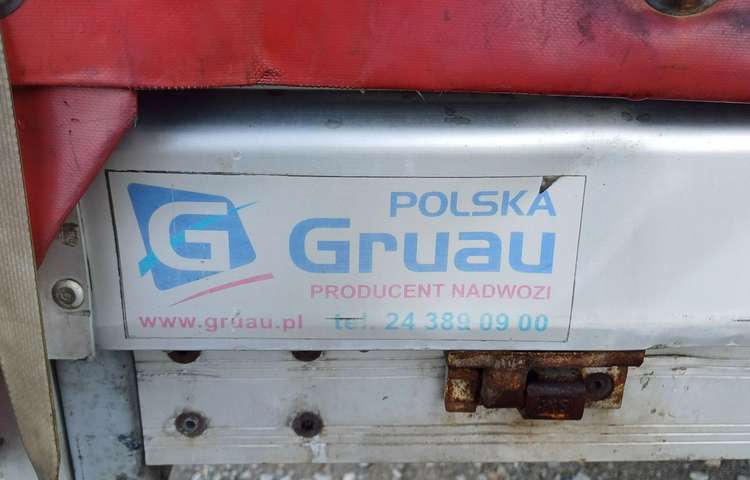 G
POLSKA
Gruau
PRODUCENT NADWOZI
www.gruau.pl tel. 24 389 09 00